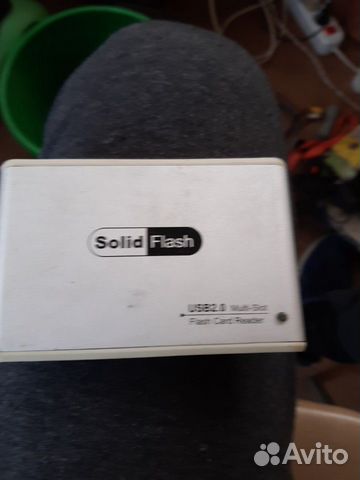 Solid Flash
USB2.0 Multi-Slot
Flash Card Reader
Avito